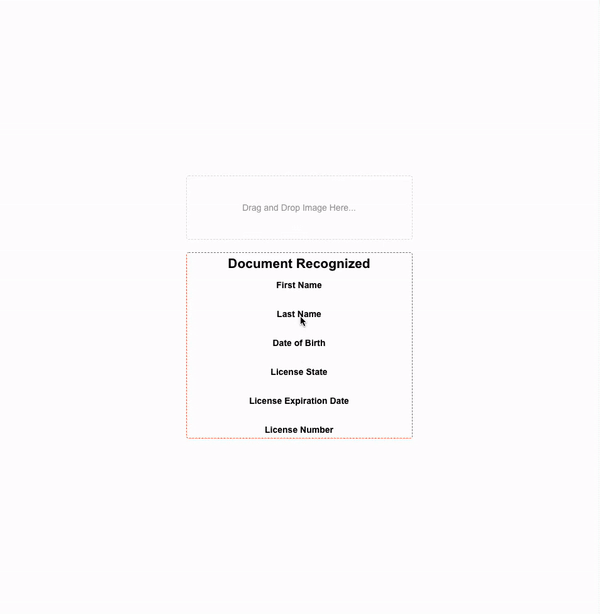 Drag and Drop Image Here...
Document Recognized
First Name
Last Name
Date of Birth
License State
License Expiration Date
License Number